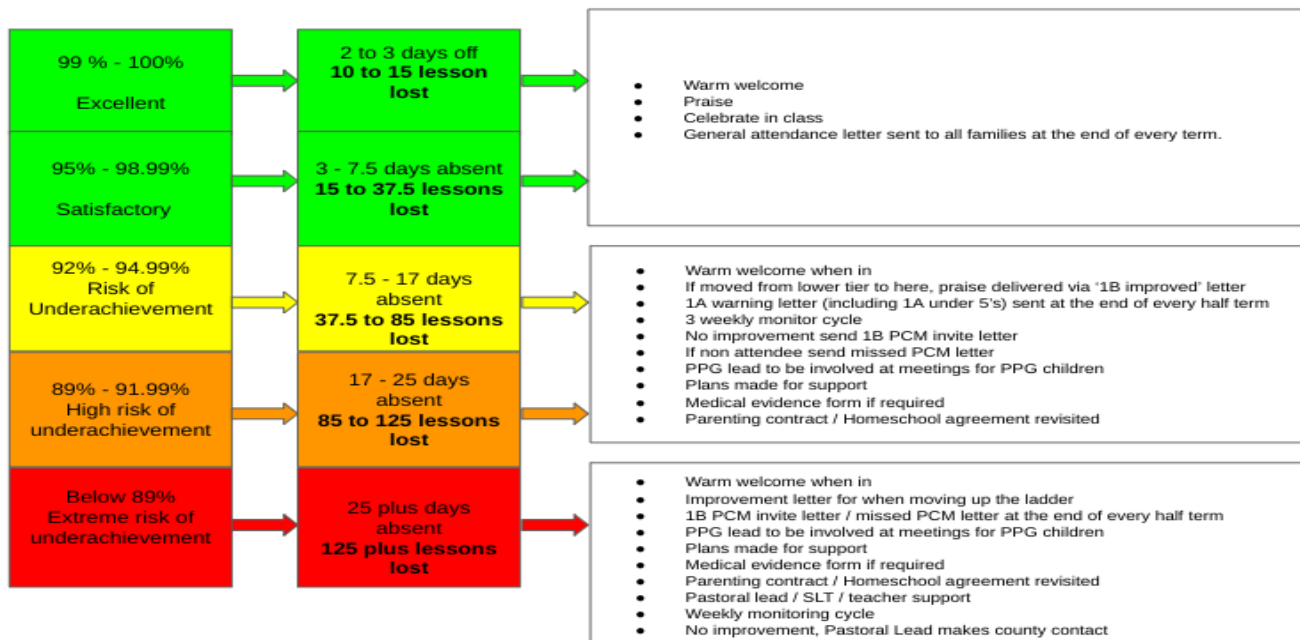 99 % - 100%
Excellent
2 to 3 days off
10 to 15 lesson
lost
● Warm welcome
● Praise
● Celebrate in class
● General attendance letter sent to all families at the end of every term.
95% - 98.99%
Satisfactory
3 - 7.5 days absent
15 to 37.5 lessons
lost
92% - 94.99%
Risk of
Underachievement
7.5 - 17 days
absent
37.5 to 85 lessons
lost
● Warm welcome when in
● If moved from lower tier to here, praise delivered via ‘1B improved’ letter
● 1A warning letter (including 1A under 5's) sent at the end of every half term
● 3 weekly monitor cycle
● No improvement send 1B PCM invite letter
● If non attendee send missed PCM letter
● PPG lead to be involved at meetings for PPG children
● Plans made for support
● Medical evidence form if required
● Parenting contract / Homeschool agreement revisited
89% - 91.99%
High risk of
underachievement
17 - 25 days
absent
85 to 125 lessons
lost
Below 89%
Extreme risk of
underachievement
25 plus days
absent
125 plus lessons
lost
● Warm welcome when in
● Improvement letter for when moving up the ladder
● 1B PCM invite letter / missed PCM letter at the end of every half term
● PPG lead to be involved at meetings for PPG children
● Plans made for support
● Medical evidence form if required
● Parenting contract / Homeschool agreement revisited
● Pastoral lead / SLT / teacher support
● Weekly monitoring cycle
● No improvement, Pastoral Lead makes county contact